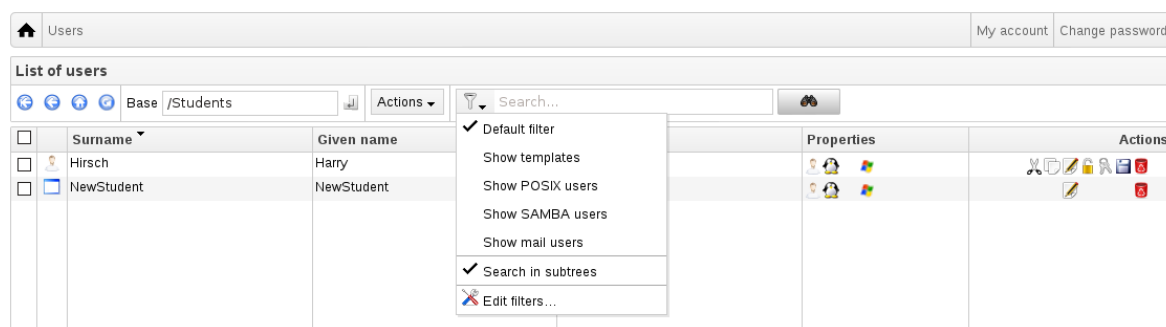 Users My account Change password
List of users
Base /Students Actions Search...
Surname Given name Properties Actions
Default filter
Hirsch Harry
Show templates
NewStudent NewStudent
Show POSIX users
Show SAMBA users
Show mail users
Search in subtrees
Edit filters...